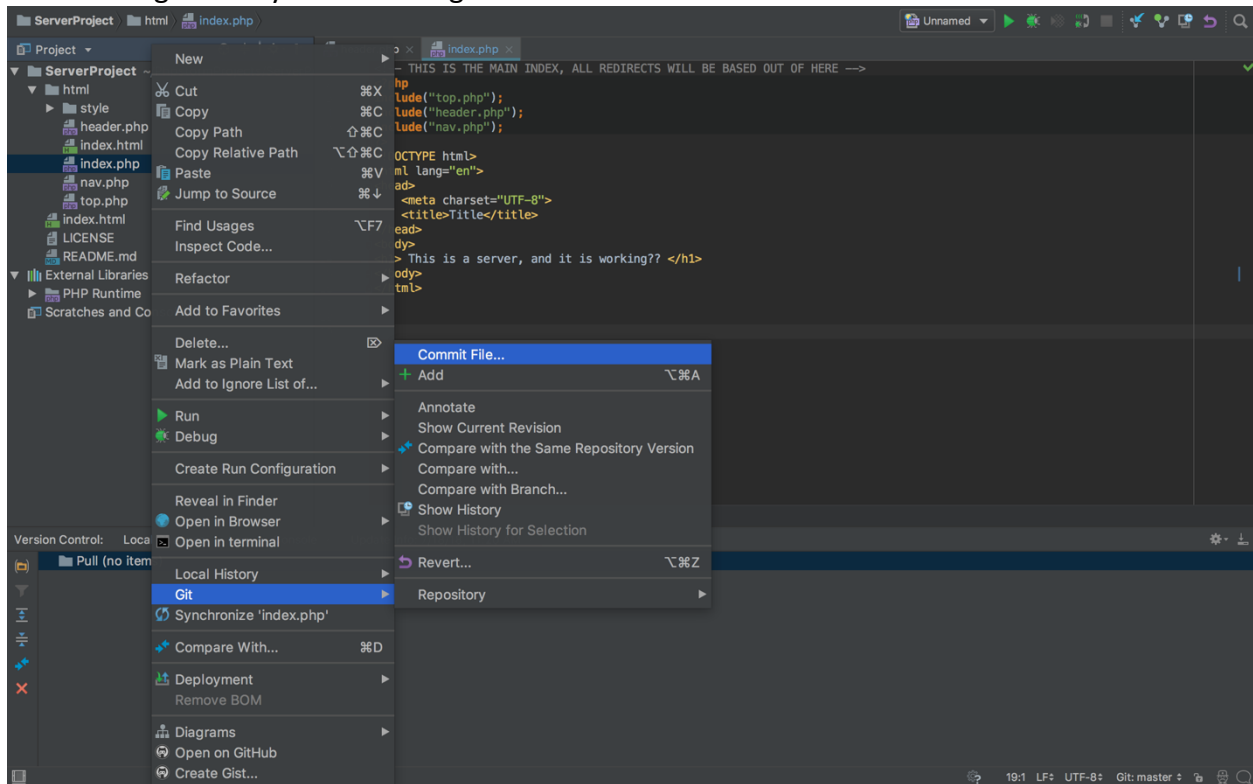 ServerProject html index.php
Unnamed
Project
index.php
ServerProject
html
style
header.php
index.html
index.php
nav.php
top.php
index.html
LICENSE
README.md
External Libraries
PHP Runtime
Scratches and Co
New
Cut ⌘X
Copy ⌘C
Copy Path ⇧⌘C
Copy Relative Path ⌥⇧⌘C
Paste ⌘V
Jump to Source ⌘↓
Find Usages ⌥F7
Inspect Code...
Refactor
Add to Favorites
Delete... ⌦
Mark as Plain Text
Add to Ignore List of...
Run
Debug
Create Run Configuration
Reveal in Finder
Open in Browser
Open in terminal
Local History
Git
Synchronize 'index.php'
Compare With... ⌘D
Deployment
Remove BOM
Diagrams
Open on GitHub
Create Gist...
– THIS IS THE MAIN INDEX, ALL REDIRECTS WILL BE BASED OUT OF HERE -->
hp
lude("top.php");
lude("header.php");
lude("nav.php");
OCTYPE html>
ml lang="en">
ad>
<meta charset="UTF-8">
<title>Title</title>
ead>
dy>
> This is a server, and it is working?? </h1>
ody>
tml>
Commit File...
+ Add ⌥⌘A
Annotate
Show Current Revision
Compare with the Same Repository Version
Compare with...
Compare with Branch...
Show History
Show History for Selection
Revert... ⌥⌘Z
Repository
Version Control: Loca
Pull (no item
19:1 LF÷ UTF-8÷ Git: master ÷